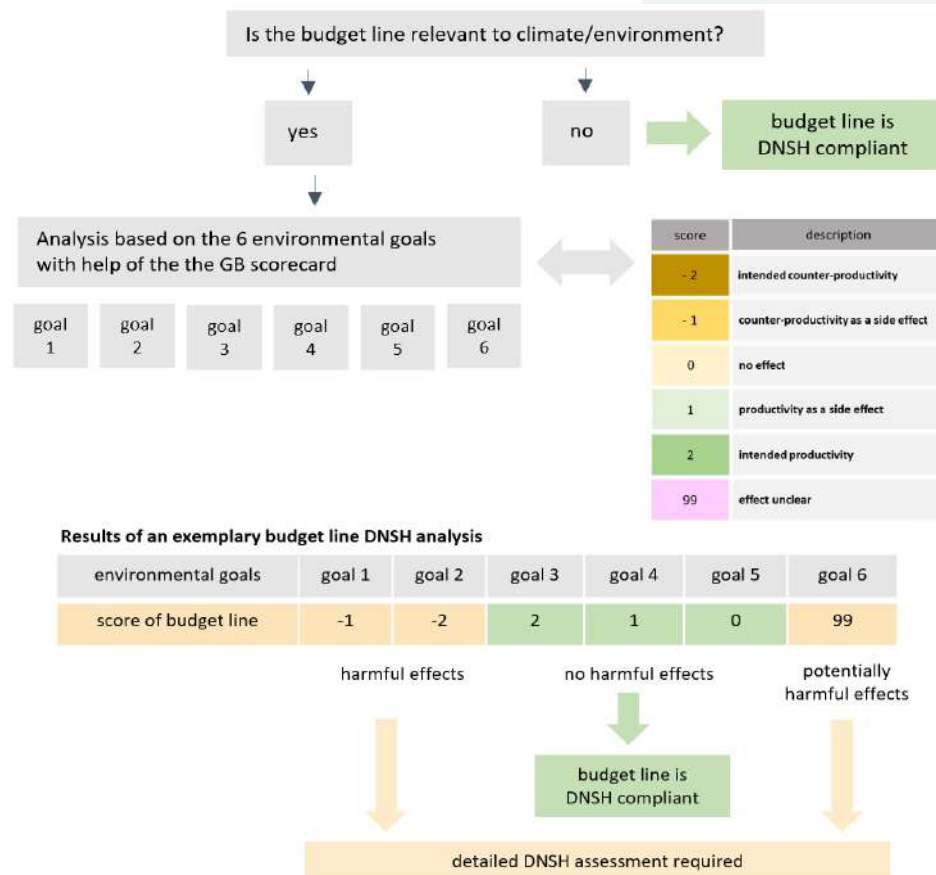 Is the budget line relevant to climate/environment?
yes
no
budget line is
DNSH compliant
Analysis based on the 6 environmental goals
with help of the the GB scorecard
goal
1
goal
2
goal
3
goal
4
goal
5
goal
6
score description
- 2 intended counter-productivity
- 1 counter-productivity as a side effect
0 no effect
1 productivity as a side effect
2 intended productivity
99 effect unclear
Results of an exemplary budget line DNSH analysis
environmental goals goal 1 goal 2 goal 3 goal 4 goal 5 goal 6
score of budget line -1 -2 2 1 0 99
harmful effects
no harmful effects
potentially
harmful effects
budget line is
DNSH compliant
detailed DNSH assessment required